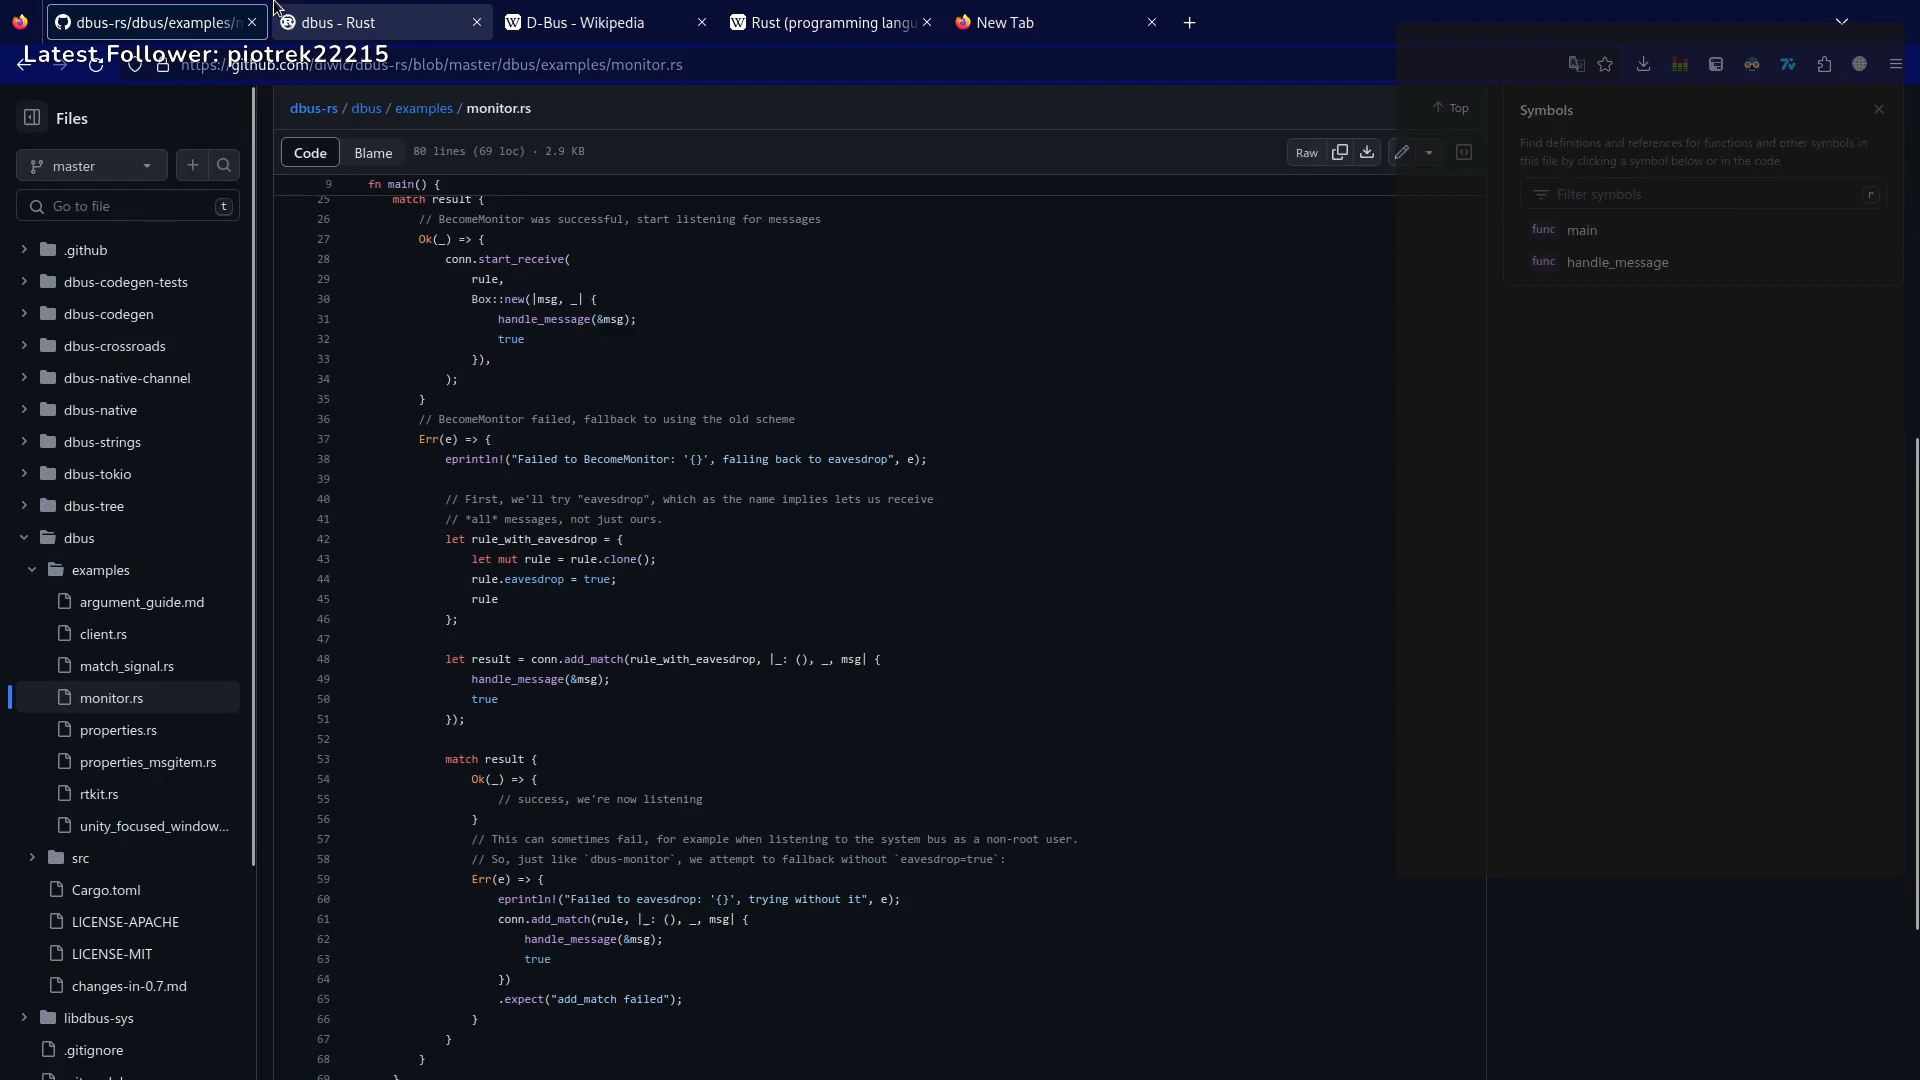 dbus-rs/dbus/examples/
dbus - Rust
D-Bus - Wikipedia
Rust (programming lang
New Tab
Latest Follower: piotrek22215
https://github.com/diwic/dbus-rs/blob/master/dbus/examples/monitor.rs
Files
master
Go to file
t
.github
dbus-codegen-tests
dbus-codegen
dbus-crossroads
dbus-native-channel
dbus-native
dbus-strings
dbus-tokio
dbus-tree
dbus
examples
argument_guide.md
client.rs
match_signal.rs
monitor.rs
properties.rs
properties_msgitem.rs
rtkit.rs
unity_focused_window...
src
Cargo.toml
LICENSE-APACHE
LICENSE-MIT
changes-in-0.7.md
libdbus-sys
.gitignore
dbus-rs / dbus / examples / monitor.rs
Top
Code
Blame
80 lines (69 loc) · 2.9 KB
Raw
9 fn main() {
25 match result {
26 // BecomeMonitor was successful, start listening for messages
27 Ok(_) => {
28 conn.start_receive(
29 rule,
30 Box::new(|msg, _| {
31 handle_message(&msg);
32 true
33 }),
34 );
35 }
36 // BecomeMonitor failed, fallback to using the old scheme
37 Err(e) => {
38 eprintln!("Failed to BecomeMonitor: '{}', falling back to eavesdrop", e);
39
40 // First, we'll try "eavesdrop", which as the name implies lets us receive
41 // *all* messages, not just ours.
42 let rule_with_eavesdrop = {
43 let mut rule = rule.clone();
44 rule.eavesdrop = true;
45 rule
46 };
47
48 let result = conn.add_match(rule_with_eavesdrop, |_: (), _, msg| {
49 handle_message(&msg);
50 true
51 });
52
53 match result {
54 Ok(_) => {
55 // success, we're now listening
56 }
57 // This can sometimes fail, for example when listening to the system bus as a non-root user.
58 // So, just like `dbus-monitor`, we attempt to fallback without `eavesdrop=true`:
59 Err(e) => {
60 eprintln!("Failed to eavesdrop: '{}', trying without it", e);
61 conn.add_match(rule, |_: (), _, msg| {
62 handle_message(&msg);
63 true
64 })
65 .expect("add_match failed");
66 }
67 }
68 }
69 }
Symbols
Find definitions and references for functions and other symbols in
this file by clicking a symbol below or in the code.
Filter symbols
r
func main
func handle_message